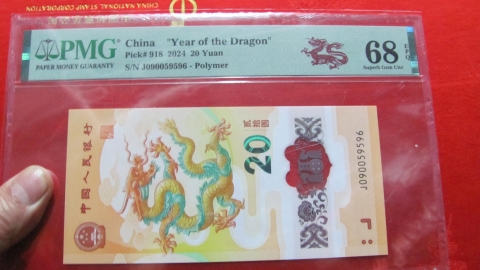 CHINA STAMP CORPORATION
PMG
PAPER MONEY GUARANTY
China "Year of the Dragon"
Pick# 918 2024 20 Yuan
S/N J090059596 - Polymer
68 EPQ
Superb Gem Unc
中国人民银行
贰拾圆
20
J090059596